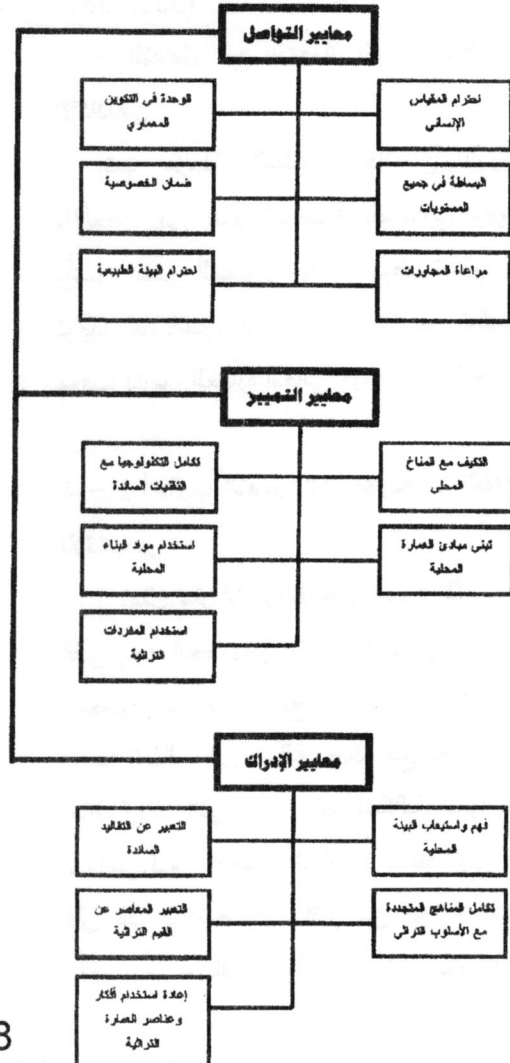 معايير التواصل
احترام المقياس
الإنساني
الوحدة في التكوين
المعماري
البساطة في جميع
المستويات
ضمان الخصوصية
مراعاة المجاورات
احترام البيئة الطبيعية
معايير التمييز
التكيف مع المناخ
المحلى
تكامل التكنولوجيا مع
التقنيات السائدة
تبنى مبادئ العمارة
المحلية
استخدام مواد البناء
المحلية
استخدام المفردات
التراثية
معايير الإدراك
فهم واستيعاب البيئة
المحلية
التعبير عن التقاليد
السائدة
تكامل المناهج المتجددة
مع الأسلوب التراثي
التعبير المعاصر عن
القيم التراثية
إعادة استخدام أفكار
وعناصر العمارة
التراثية